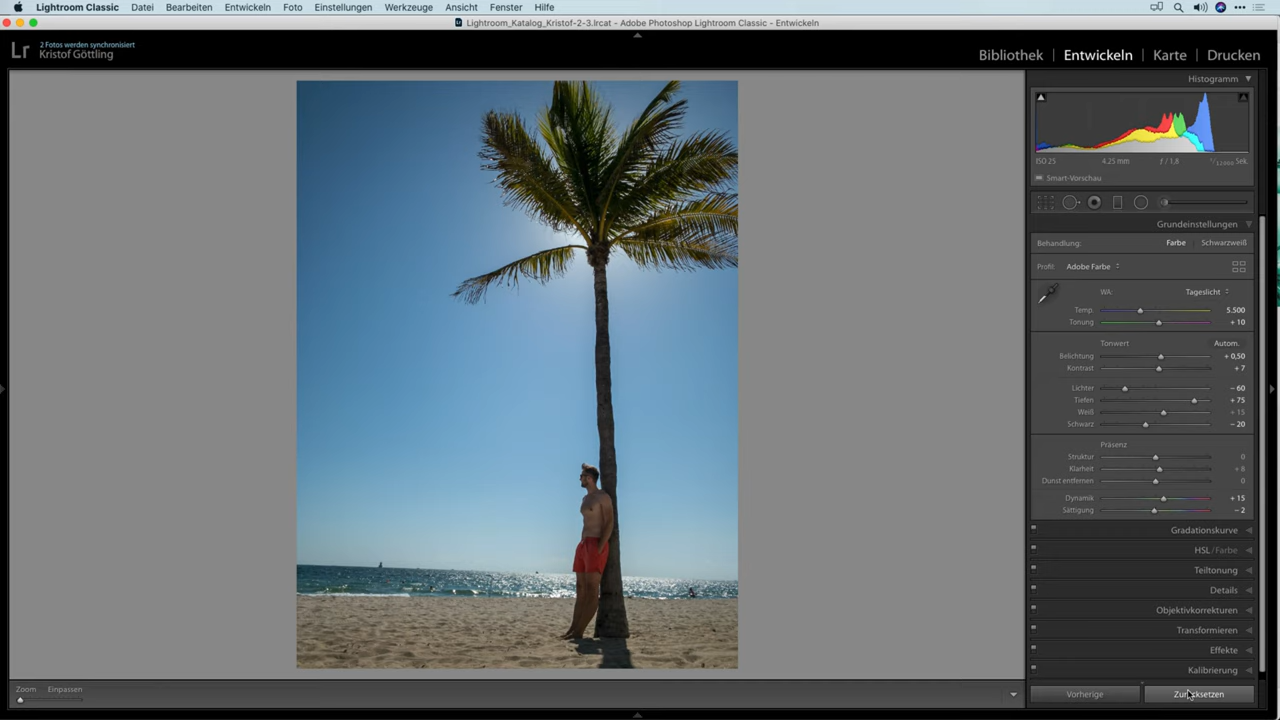 Lightroom Classic Datei Bearbeiten Entwickeln Foto Einstellungen Werkzeuge Ansicht Fenster Hilfe
Lightroom_Katalog_Kristof-2-3.lrcat - Adobe Photoshop Lightroom Classic - Entwickeln
Lr
2 Fotos werden synchronisiert
Kristof Göttling
Bibliothek | Entwickeln | Karte | Drucken
Histogramm
ISO 25 4.25 mm ƒ / 1,8 1/12000 Sek.
Smart-Vorschau
Grundeinstellungen
Behandlung: Farbe Schwarzweiß
Profil: Adobe Farbe
WA: Tageslicht
Temp. 5.500
Tonung + 10
Tonwert Autom.
Belichtung + 0,50
Kontrast + 7
Lichter − 60
Tiefen + 75
Weiß + 15
Schwarz − 20
Präsenz
Struktur 0
Klarheit + 8
Dunst entfernen 0
Dynamik + 15
Sättigung − 2
Gradationskurve
HSL / Farbe
Teiltonung
Details
Objektivkorrekturen
Transformieren
Effekte
Kalibrierung
Zoom Einpassen
Vorherige Zurücksetzen